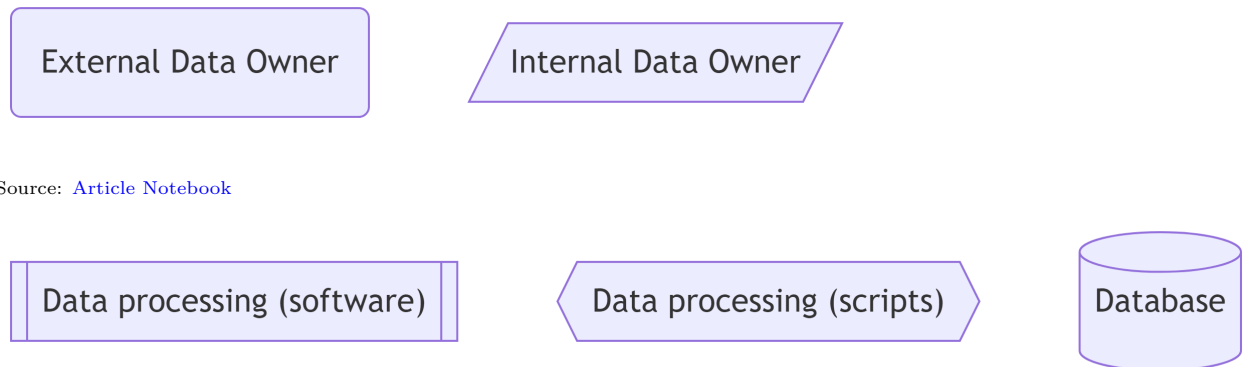 External Data Owner
Internal Data Owner
Source: Article Notebook
Data processing (software)
Data processing (scripts)
Database